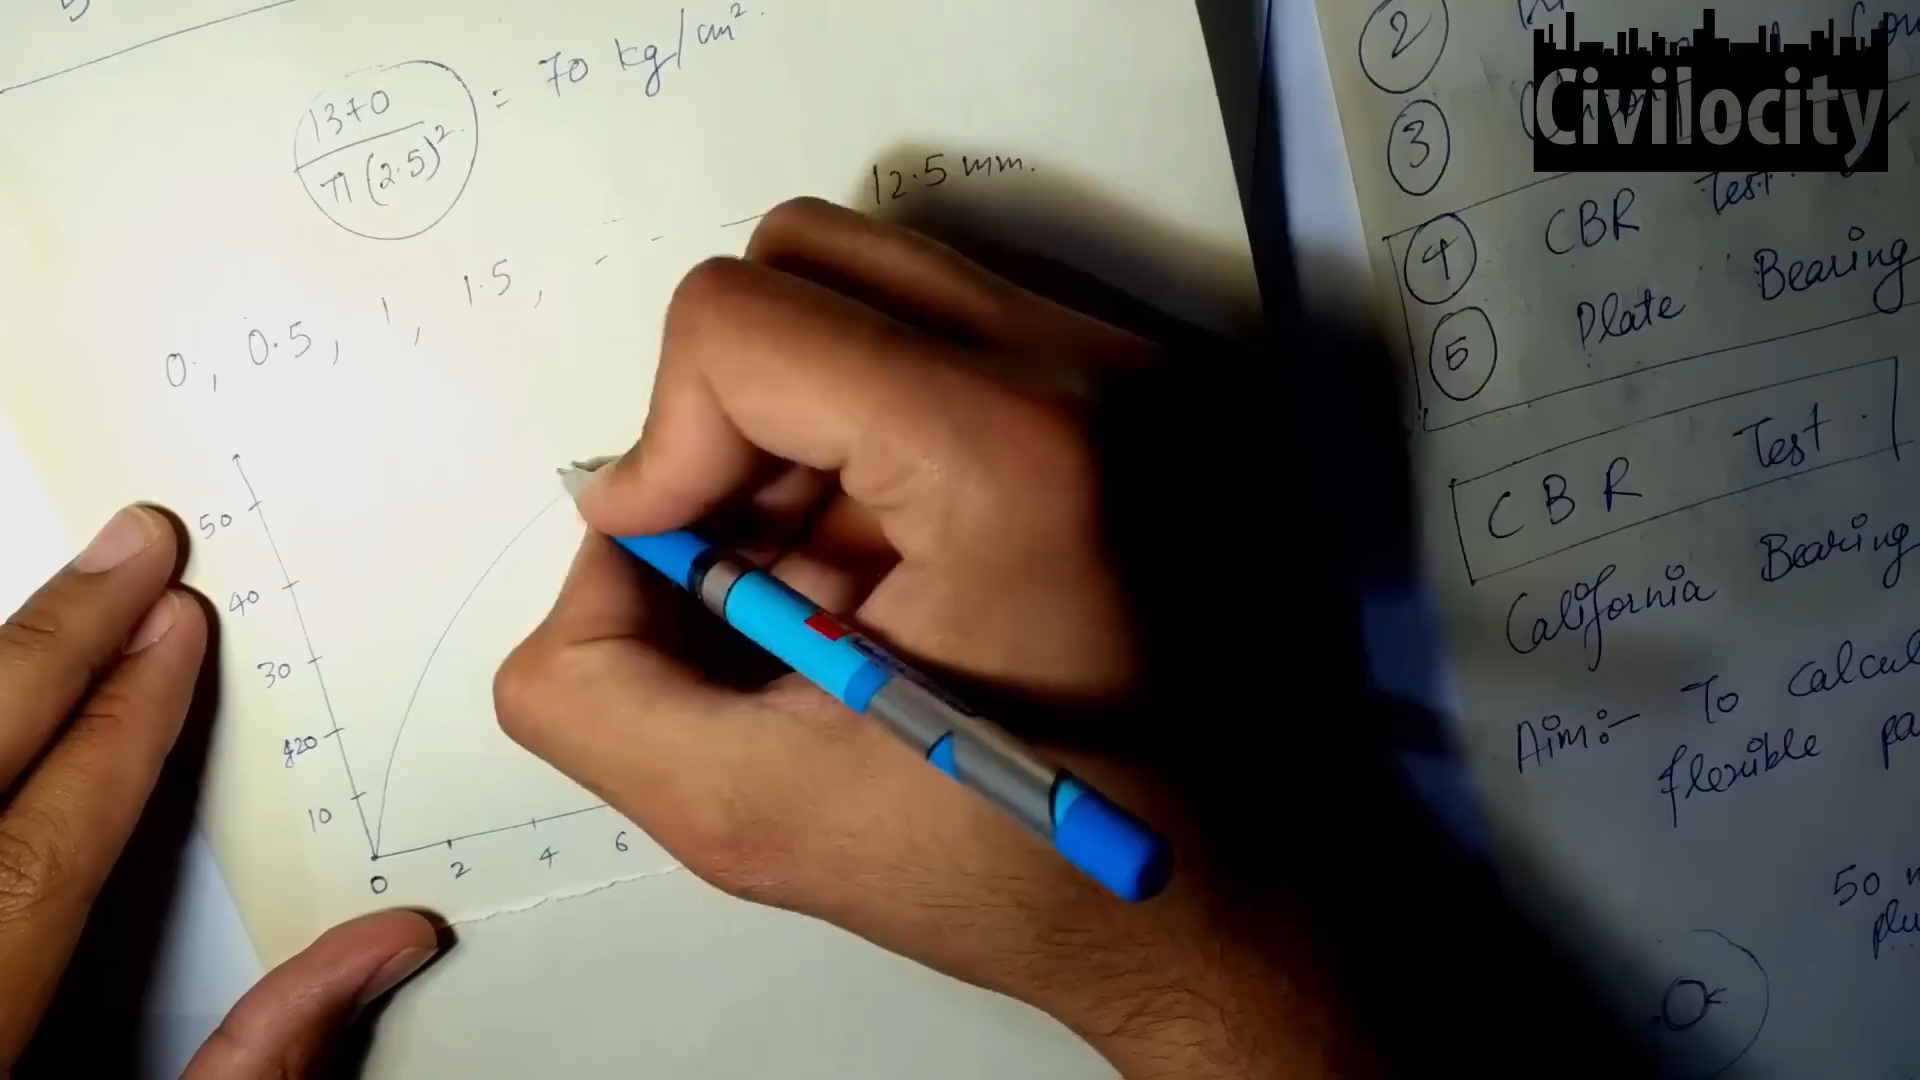 1370
π(2.5)²
= 70 kg/cm².
12.5 mm.
0, 0.5, 1, 1.5, - - —
50
40
30
20
10
0 2 4 6
Civilocity
2
3
4 CBR Test.
5 Plate Bearing
CBR Test.
California Bearing
Aim:- To calcul
flexible pa
50 m
plu